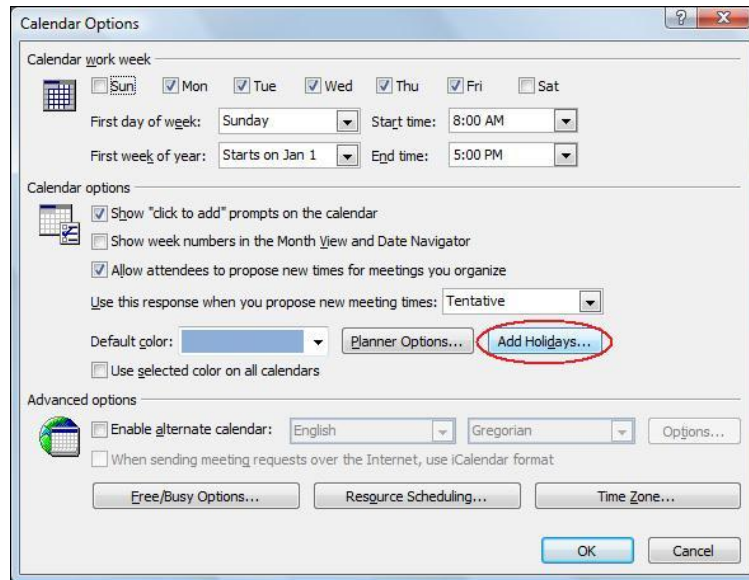 Calendar Options
Calendar work week
Sun Mon Tue Wed Thu Fri Sat
First day of week: Sunday Start time: 8:00 AM
First week of year: Starts on Jan 1 End time: 5:00 PM
Calendar options
Show "click to add" prompts on the calendar
Show week numbers in the Month View and Date Navigator
Allow attendees to propose new times for meetings you organize
Use this response when you propose new meeting times: Tentative
Default color: Planner Options... Add Holidays...
Use selected color on all calendars
Advanced options
Enable alternate calendar: English Gregorian Options...
When sending meeting requests over the Internet, use iCalendar format
Free/Busy Options... Resource Scheduling... Time Zone...
OK Cancel